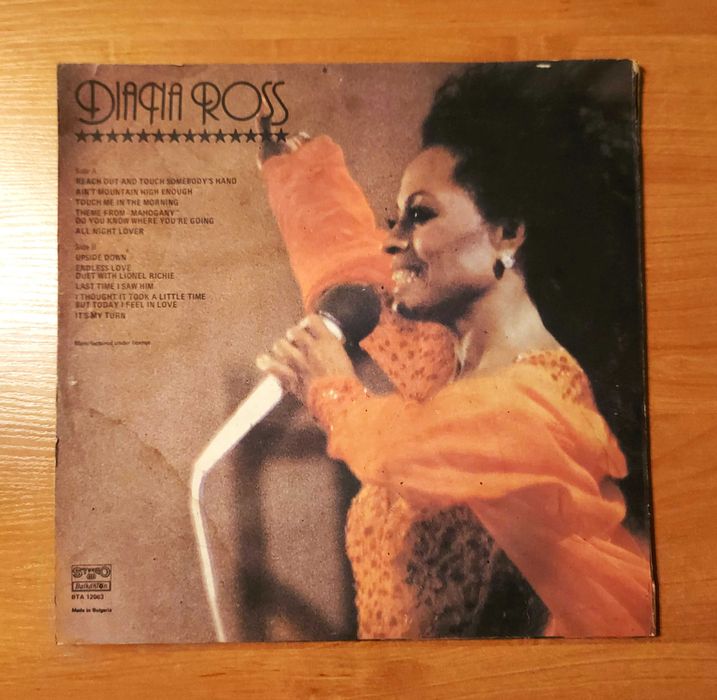 DIANA ROSS
Side A
REACH OUT AND TOUCH SOMEBODY'S HAND
AIN'T MOUNTAIN HIGH ENOUGH
TOUCH ME IN THE MORNING
THEME FROM "MAHOGANY"
DO YOU KNOW WHERE YOU'RE GOING
ALL NIGHT LOVER
Side B
UPSIDE DOWN
ENDLESS LOVE
DUET WITH LIONEL RICHIE
LAST TIME I SAW HIM
I THOUGHT IT TOOK A LITTLE TIME
BUT TODAY I FEEL IN LOVE
IT'S MY TURN
Manufactured under license
STEREO
Balkanton
BTA 12063
Made in Bulgaria